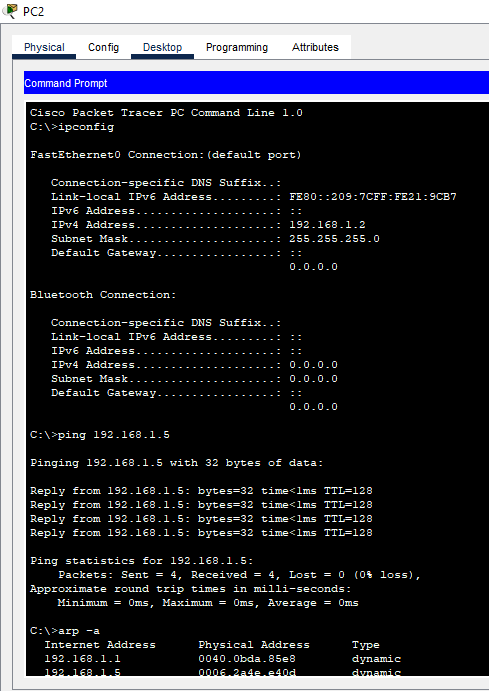 PC2
Physical Config Desktop Programming Attributes
Command Prompt
Cisco Packet Tracer PC Command Line 1.0
C:\>ipconfig
FastEthernet0 Connection:(default port)
Connection-specific DNS Suffix..:
Link-local IPv6 Address.........: FE80::209:7CFF:FE21:9CB7
IPv6 Address....................: ::
IPv4 Address....................: 192.168.1.2
Subnet Mask.....................: 255.255.255.0
Default Gateway.................: ::
0.0.0.0
Bluetooth Connection:
Connection-specific DNS Suffix..:
Link-local IPv6 Address.........: ::
IPv6 Address....................: ::
IPv4 Address....................: 0.0.0.0
Subnet Mask.....................: 0.0.0.0
Default Gateway.................: ::
0.0.0.0
C:\>ping 192.168.1.5
Pinging 192.168.1.5 with 32 bytes of data:
Reply from 192.168.1.5: bytes=32 time<1ms TTL=128
Reply from 192.168.1.5: bytes=32 time<1ms TTL=128
Reply from 192.168.1.5: bytes=32 time<1ms TTL=128
Reply from 192.168.1.5: bytes=32 time<1ms TTL=128
Ping statistics for 192.168.1.5:
Packets: Sent = 4, Received = 4, Lost = 0 (0% loss),
Approximate round trip times in milli-seconds:
Minimum = 0ms, Maximum = 0ms, Average = 0ms
C:\>arp -a
Internet Address Physical Address Type
192.168.1.1 0040.0bda.85e8 dynamic
192.168.1.5 0006.2a4e.e40d dynamic